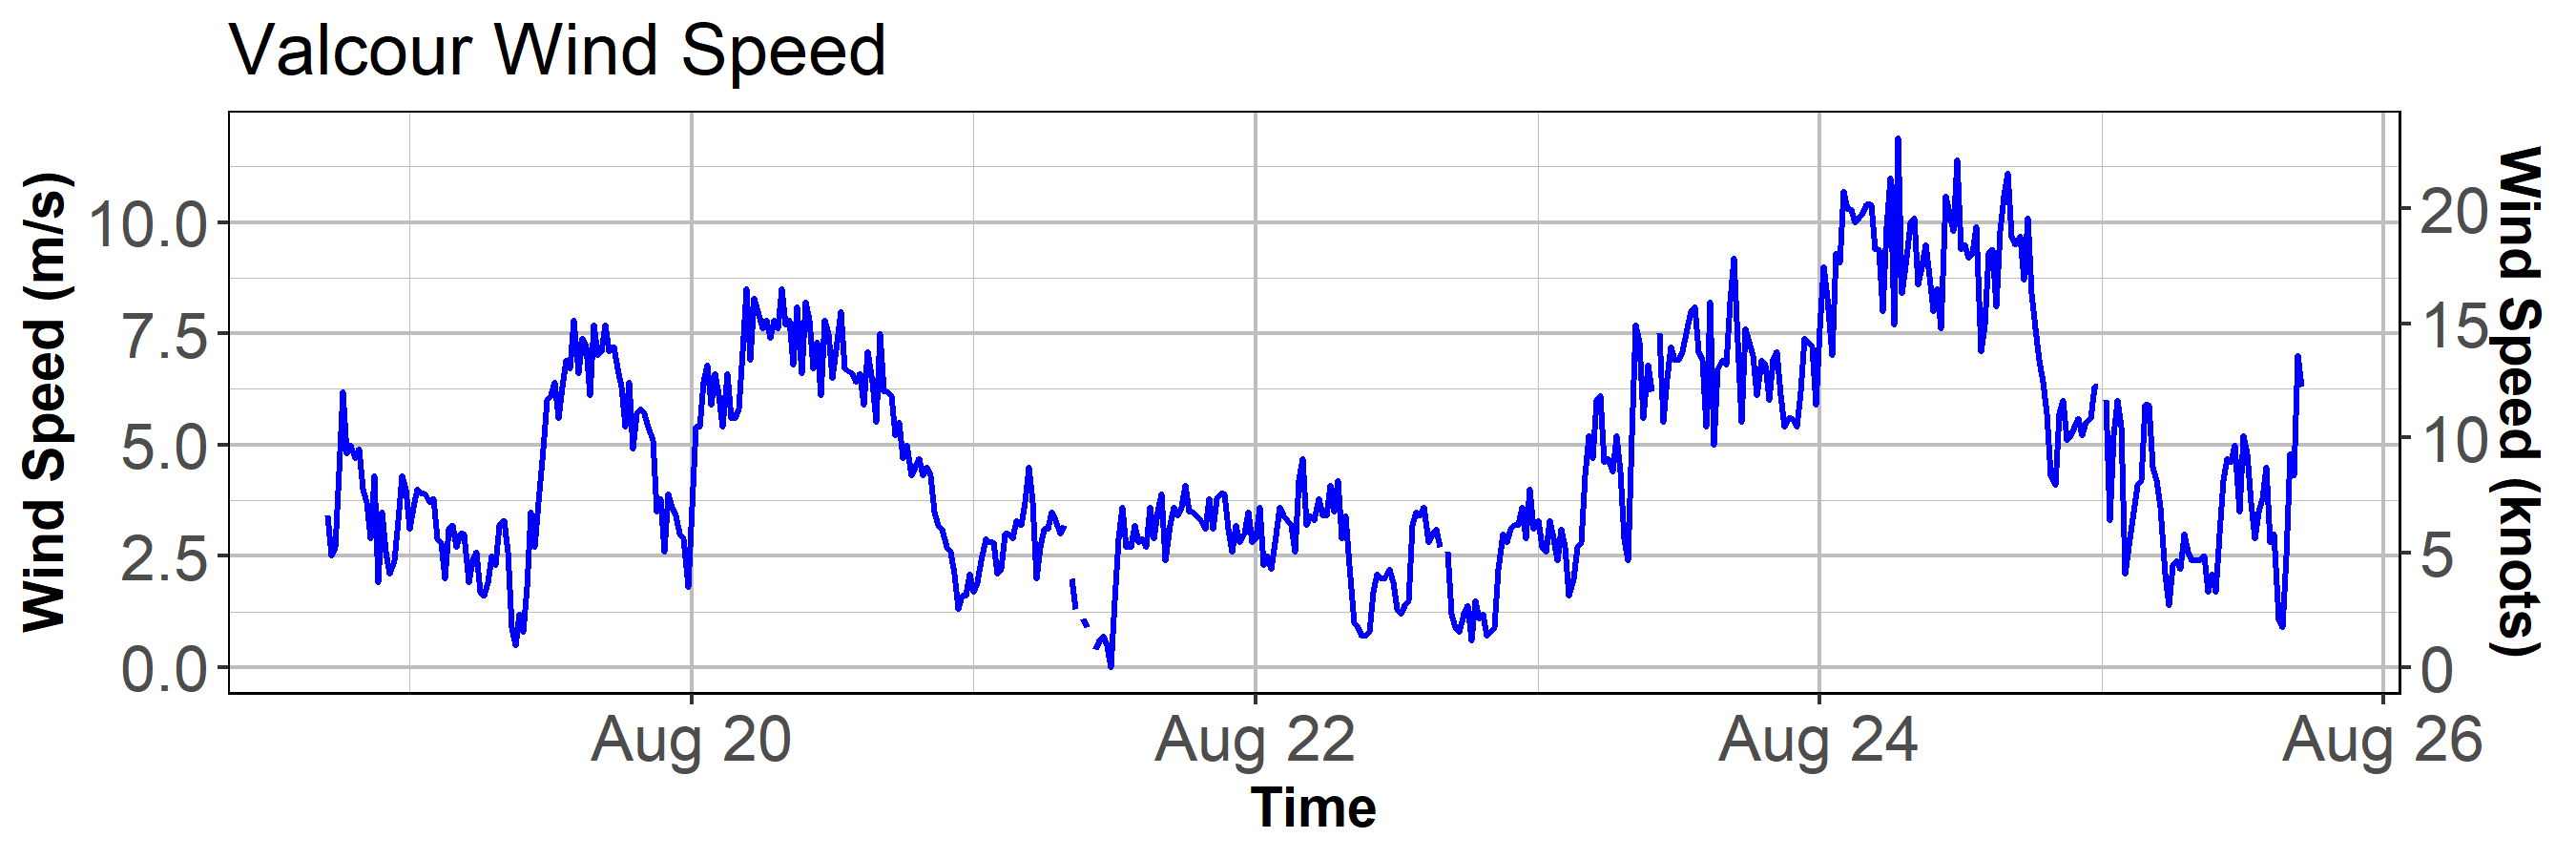 Valcour Wind Speed
Wind Speed (m/s)
10.0
7.5
5.0
2.5
0.0
20
15
10
5
0
Wind Speed (knots)
Aug 20
Aug 22
Aug 24
Aug 26
Time